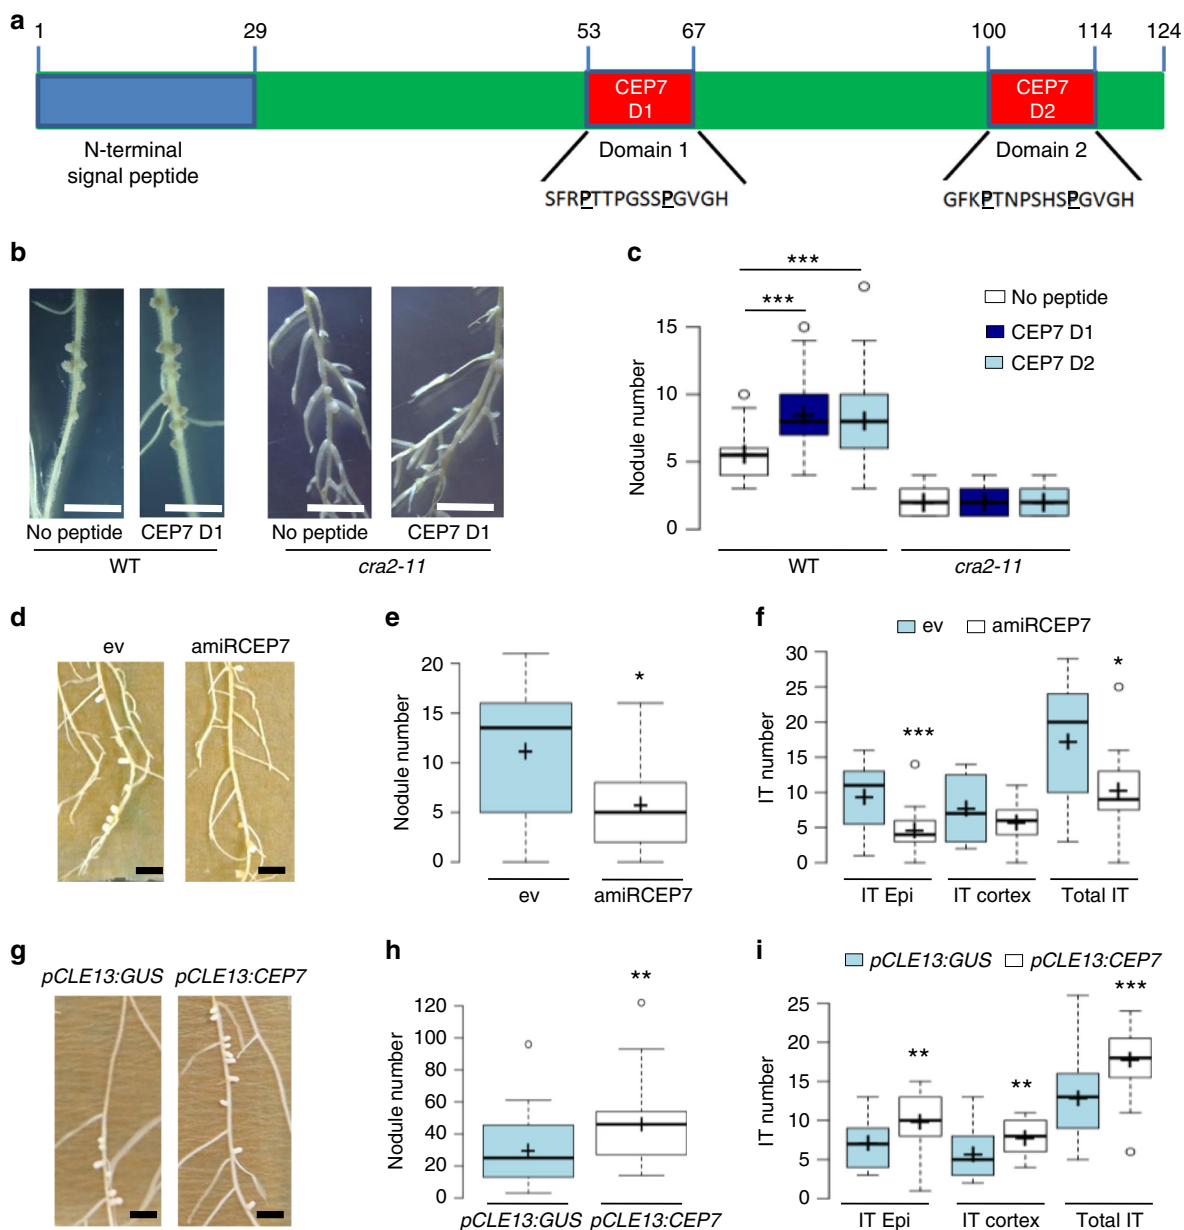 a
1 29 53 67 100 114 124
CEP7 CEP7
D1 D2
N-terminal Domain 1 Domain 2
signal peptide
SFRPTTPGSSPGVGH GFKPTNPSHSPGVGH
b
No peptide CEP7 D1 No peptide CEP7 D1
WT cra2-11
c
***
***
No peptide
CEP7 D1
CEP7 D2
Nodule number
15
10
5
0
WT cra2-11
d
ev amiRCEP7
e
Nodule number
20
15
10
5
0
*
ev amiRCEP7
f
ev amiRCEP7
IT number
30
25
20
15
10
5
0
*** *
IT Epi IT cortex Total IT
g
pCLE13:GUS pCLE13:CEP7
h
Nodule number
120
100
80
60
40
20
0
**
pCLE13:GUS pCLE13:CEP7
i
pCLE13:GUS pCLE13:CEP7
IT number
25
20
15
10
5
0
** ** ***
IT Epi IT cortex Total IT